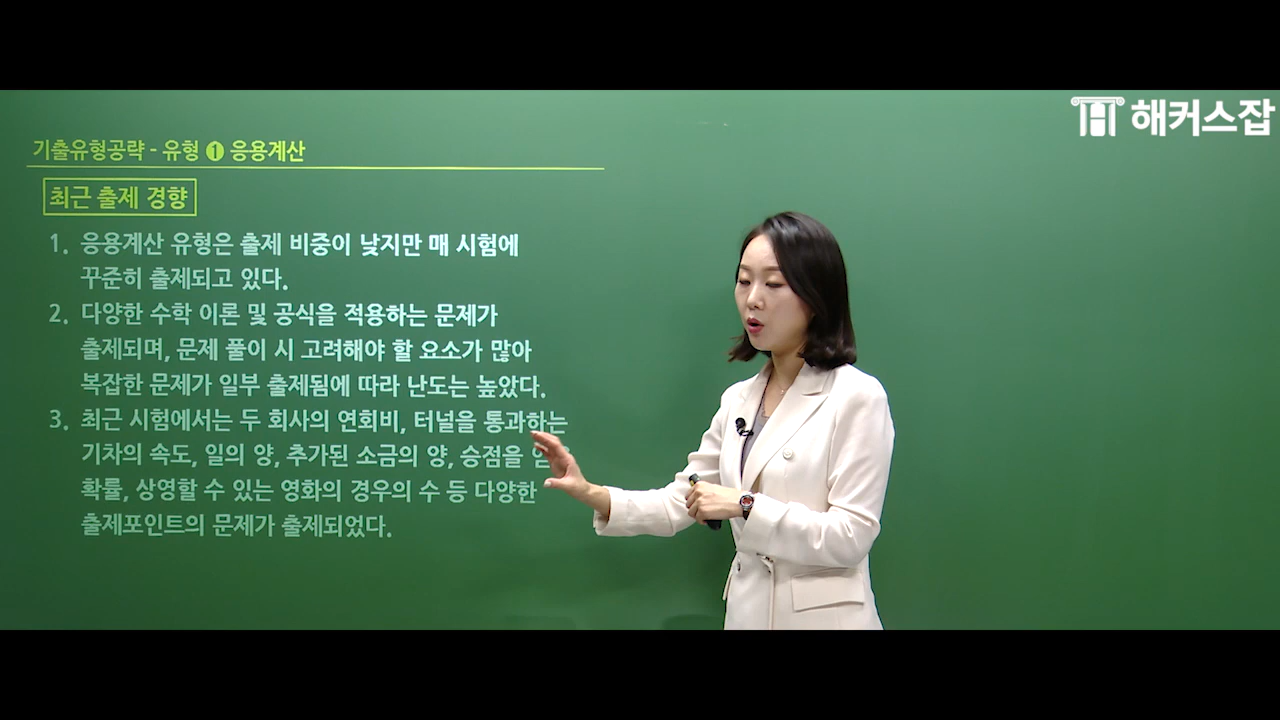 해커스잡
기출유형공략 - 유형 ❶ 응용계산
최근 출제 경향
1. 응용계산 유형은 출제 비중이 낮지만 매 시험에
꾸준히 출제되고 있다.
2. 다양한 수학 이론 및 공식을 적용하는 문제가
출제되며, 문제 풀이 시 고려해야 할 요소가 많아
복잡한 문제가 일부 출제됨에 따라 난도는 높았다.
3. 최근 시험에서는 두 회사의 연회비, 터널을 통과하는
기차의 속도, 일의 양, 추가된 소금의 양, 승점을
확률, 상영할 수 있는 영화의 경우의 수 등 다양한
출제포인트의 문제가 출제되었다.